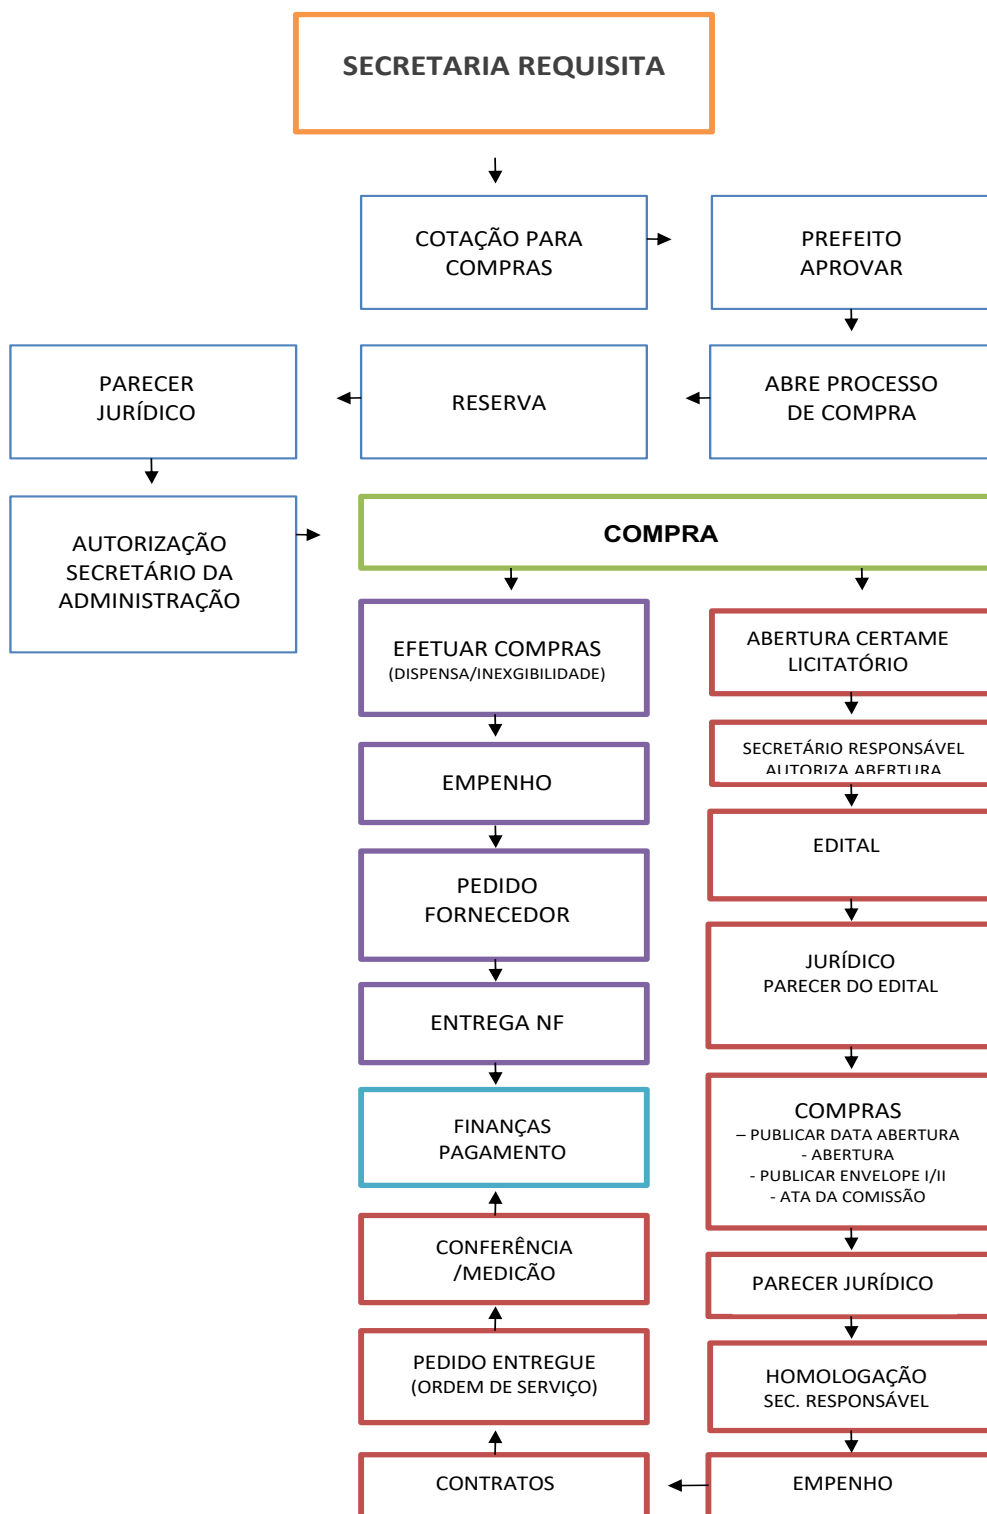 SECRETARIA REQUISITA
COTAÇÃO PARA
COMPRAS
PREFEITO
APROVAR
PARECER
JURÍDICO
RESERVA
ABRE PROCESSO
DE COMPRA
AUTORIZAÇÃO
SECRETÁRIO DA
ADMINISTRAÇÃO
COMPRA
EFETUAR COMPRAS
(DISPENSA/INEXGIBILIDADE)
EMPENHO
PEDIDO
FORNECEDOR
ENTREGA NF
FINANÇAS
PAGAMENTO
CONFERÊNCIA
/MEDIÇÃO
PEDIDO ENTREGUE
(ORDEM DE SERVIÇO)
CONTRATOS
ABERTURA CERTAME
LICITATÓRIO
SECRETÁRIO RESPONSÁVEL
AUTORIZA ABERTURA
EDITAL
JURÍDICO
PARECER DO EDITAL
COMPRAS
– PUBLICAR DATA ABERTURA
- ABERTURA
- PUBLICAR ENVELOPE I/II
- ATA DA COMISSÃO
PARECER JURÍDICO
HOMOLOGAÇÃO
SEC. RESPONSÁVEL
EMPENHO